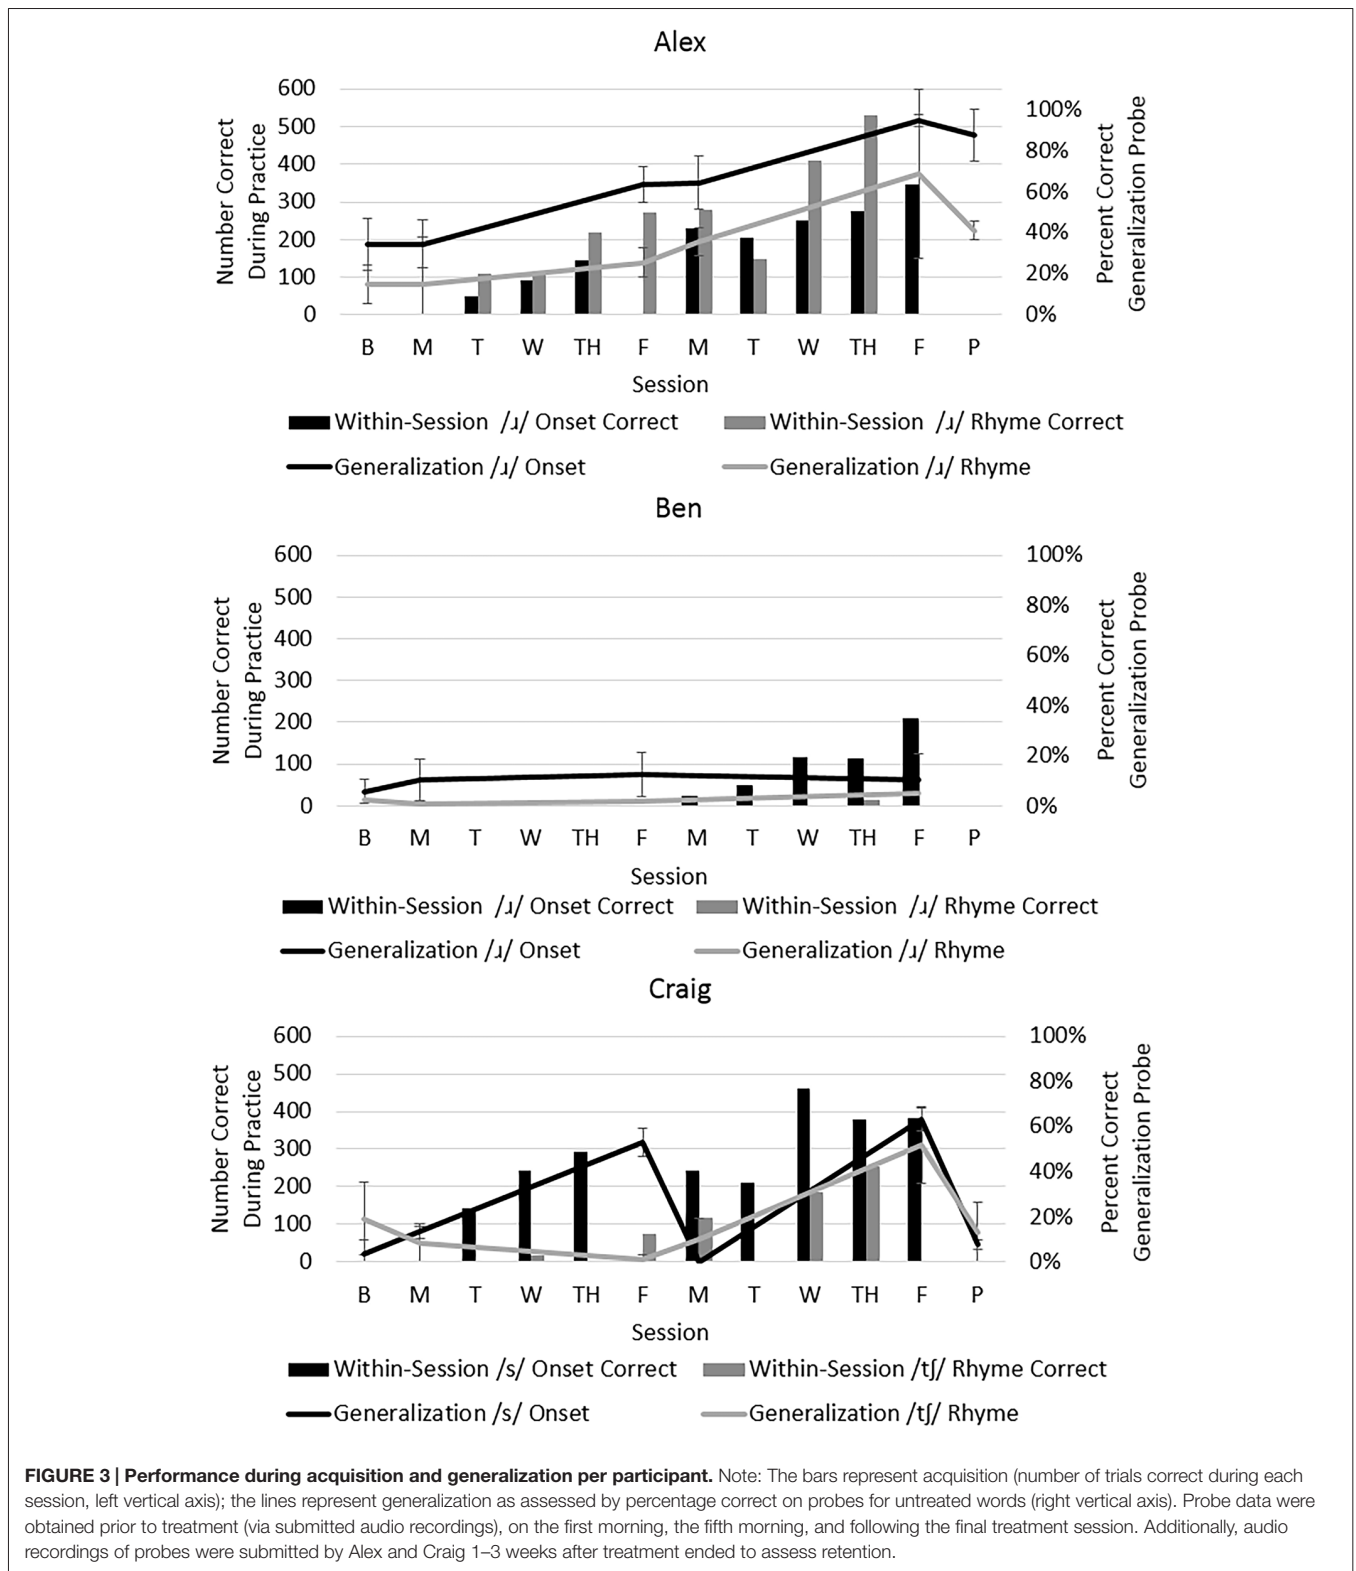 Alex
600
500
400
300
200
100
0
Number Correct
During Practice
100%
80%
60%
40%
20%
0%
Percent Correct
Generalization Probe
B M T W TH F M T W TH F P
Session
Within-Session /ɹ/ Onset Correct Within-Session /ɹ/ Rhyme Correct
Generalization /ɹ/ Onset Generalization /ɹ/ Rhyme
Ben
600
500
400
300
200
100
0
Number Correct
During Practice
100%
80%
60%
40%
20%
0%
Percent Correct
Generalization Probe
B M T W TH F M T W TH F P
Session
Within-Session /ɹ/ Onset Correct Within-Session /ɹ/ Rhyme Correct
Generalization /ɹ/ Onset Generalization /ɹ/ Rhyme
Craig
600
500
400
300
200
100
0
Number Correct
During Practice
100%
80%
60%
40%
20%
0%
Percent Correct
Generalization Probe
B M T W TH F M T W TH F P
Session
Within-Session /s/ Onset Correct Within-Session /tʃ/ Rhyme Correct
Generalization /s/ Onset Generalization /tʃ/ Rhyme
FIGURE 3 | Performance during acquisition and generalization per participant. Note: The bars represent acquisition (number of trials correct during each
session, left vertical axis); the lines represent generalization as assessed by percentage correct on probes for untreated words (right vertical axis). Probe data were
obtained prior to treatment (via submitted audio recordings), on the first morning, the fifth morning, and following the final treatment session. Additionally, audio
recordings of probes were submitted by Alex and Craig 1–3 weeks after treatment ended to assess retention.